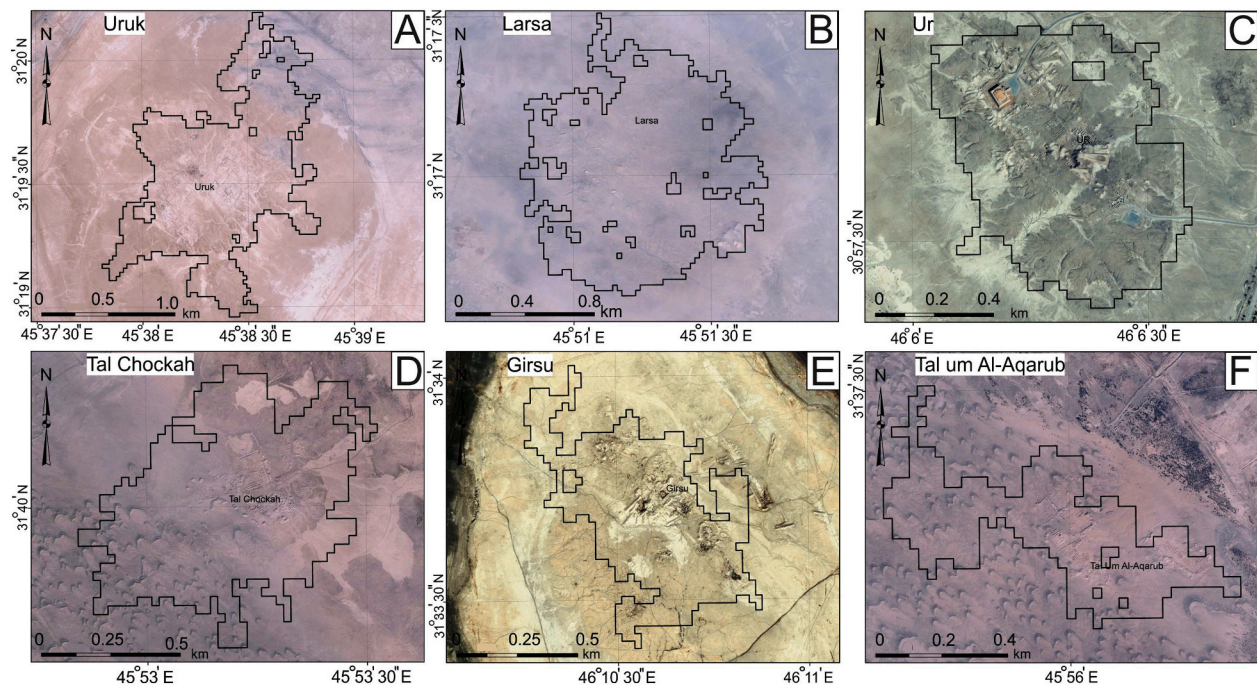 Uruk
A
N
31°20'N
31°19'30"N
31°19'N
Uruk
0 0.5 1.0
km
45°37'30"E 45°38'E 45°38'30"E 45°39'E
Larsa
B
N
31°17'30"N
31°17'N
Larsa
0 0.4 0.8
km
45°51'E 45°51'30"E
Ur
C
N
UR
30°57'30"N
0 0.2 0.4
km
46°6'E 46°6'30"E
Tal Chockah
D
N
31°40'N
Tal Chockah
0 0.5
km
45°53'E 45°53'30"E
Girsu
E
N
31°34'N
31°33'30"N
Girsu
0 0.25 0.5
km
46°10'30"E 46°11'E
Tal um Al-Aqarub
F
N
31°37'30"N
Tal Um Al-Aqarub
0 0.2 0.4
km
45°56'E